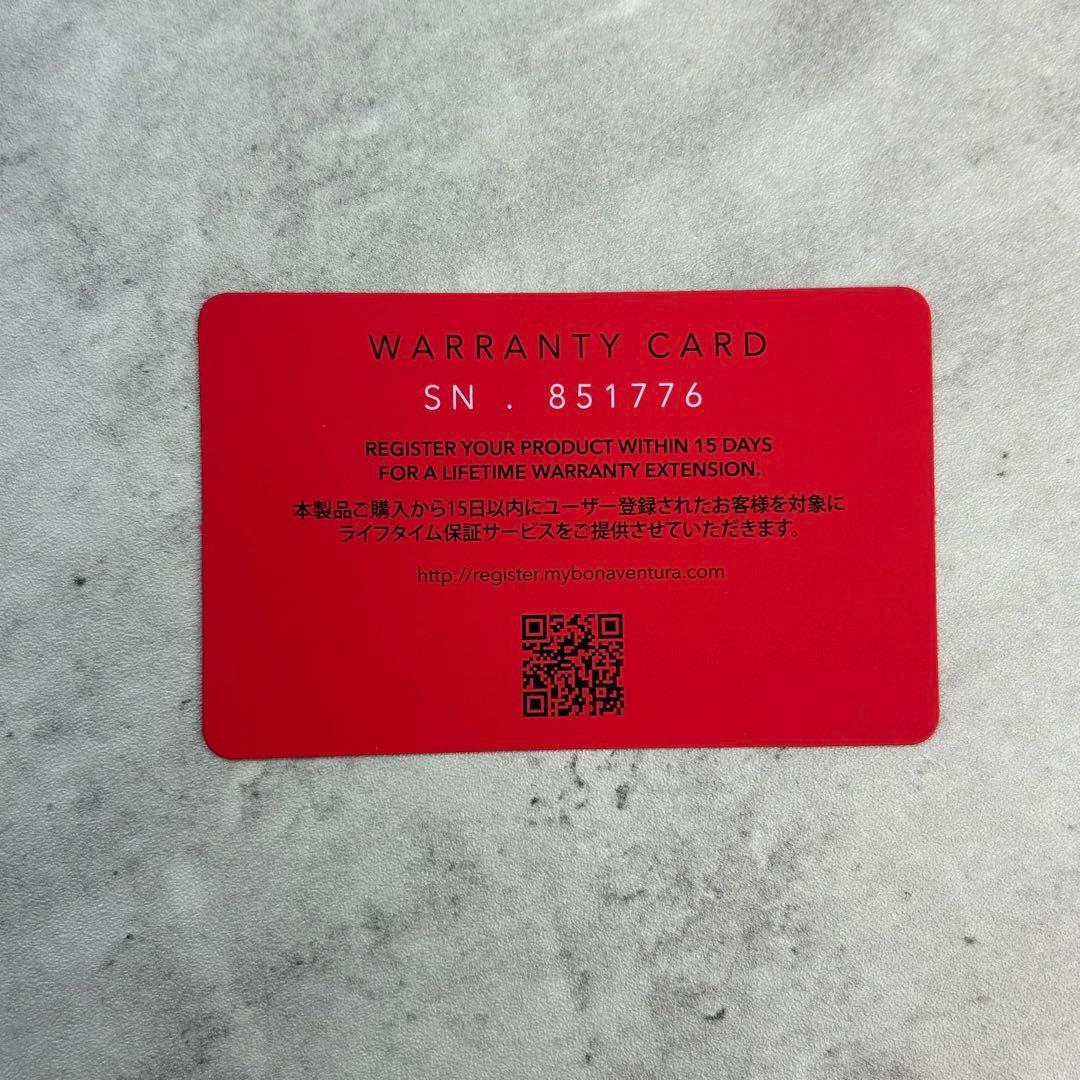 WARRANTY CARD
SN . 851776
REGISTER YOUR PRODUCT WITHIN 15 DAYS
FOR A LIFETIME WARRANTY EXTENSION.
本製品ご購入から15日以内にユーザー登録されたお客様を対象に
ライフタイム保証サービスをご提供させていただきます。
http://register.mybonaventura.com